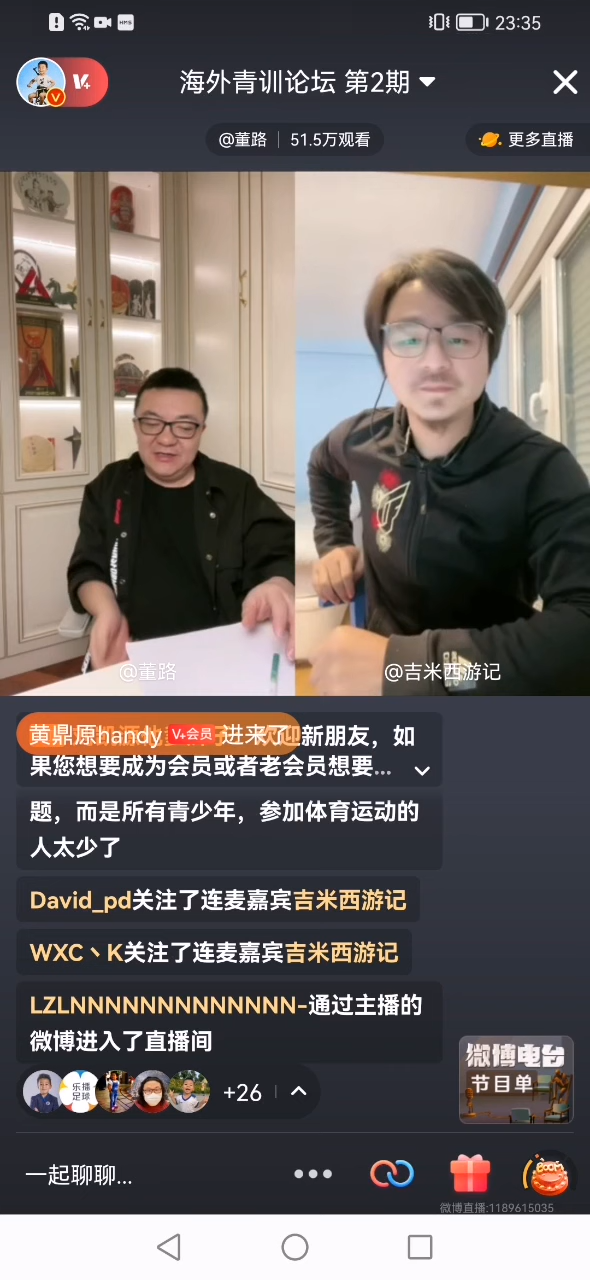 23:35
V+
海外青训论坛 第2期
@董路 | 51.5万观看
更多直播
@董路
@吉米西游记
黄鼎原handy V+会员 进来了
欢迎新朋友，如
果您想要成为会员或者老会员想要...
题，而是所有青少年，参加体育运动的
人太少了
David_pd关注了连麦嘉宾吉米西游记
WXC丶K关注了连麦嘉宾吉米西游记
LZLNNNNNNNNNNNNN-通过主播的
微博进入了直播间
乐播
足球
+26
微博电台
节目单
一起聊聊...
BOOM
微博直播:1189615035